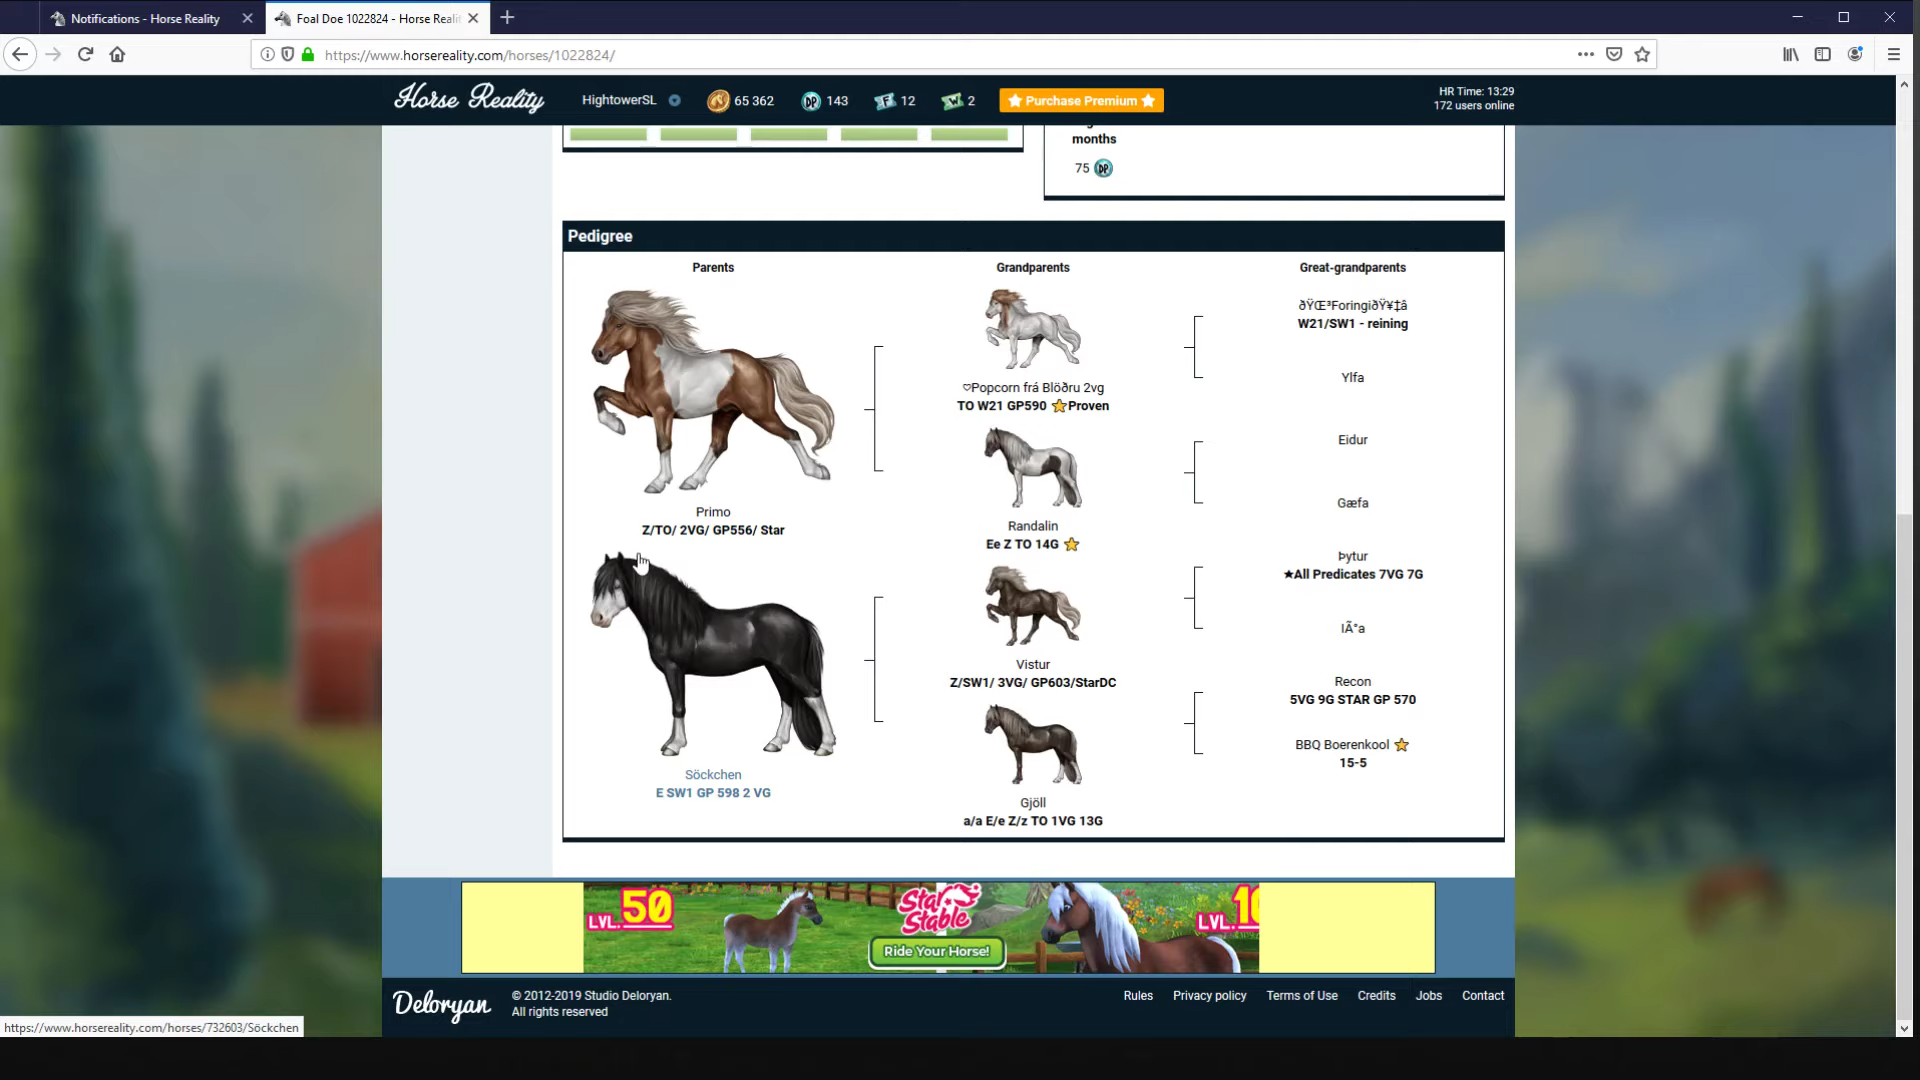 Notifications - Horse Reality
Foal Doe 1022824 - Horse Reali
https://www.horsereality.com/horses/1022824/
Horse Reality
HightowerSL
65 362
DP 143
F 12
2
Purchase Premium
HR Time: 13:29
172 users online
months
75 DP
Pedigree
Parents
Grandparents
Great-grandparents
Primo
Z/TO/ 2VG/ GP556/ Star
Söckchen
E SW1 GP 598 2 VG
♡Popcorn frá Blöðru 2vg
TO W21 GP590 ⭐Proven
Randalin
Ee Z TO 14G ⭐
Vistur
Z/SW1/ 3VG/ GP603/StarDC
Gjöll
a/a E/e Z/z TO 1VG 13G
ðŸŒ³ForingiðŸ¥‡â
W21/SW1 - reining
Ylfa
Eidur
Gæfa
Þytur
★All Predicates 7VG 7G
IÃ°a
Recon
5VG 9G STAR GP 570
BBQ Boerenkool ⭐
15-5
LVL. 50
Star Stable
Ride Your Horse!
LVL. 10
Deloryan
© 2012-2019 Studio Deloryan.
All rights reserved
Rules
Privacy policy
Terms of Use
Credits
Jobs
Contact
https://www.horsereality.com/horses/732603/Söckchen